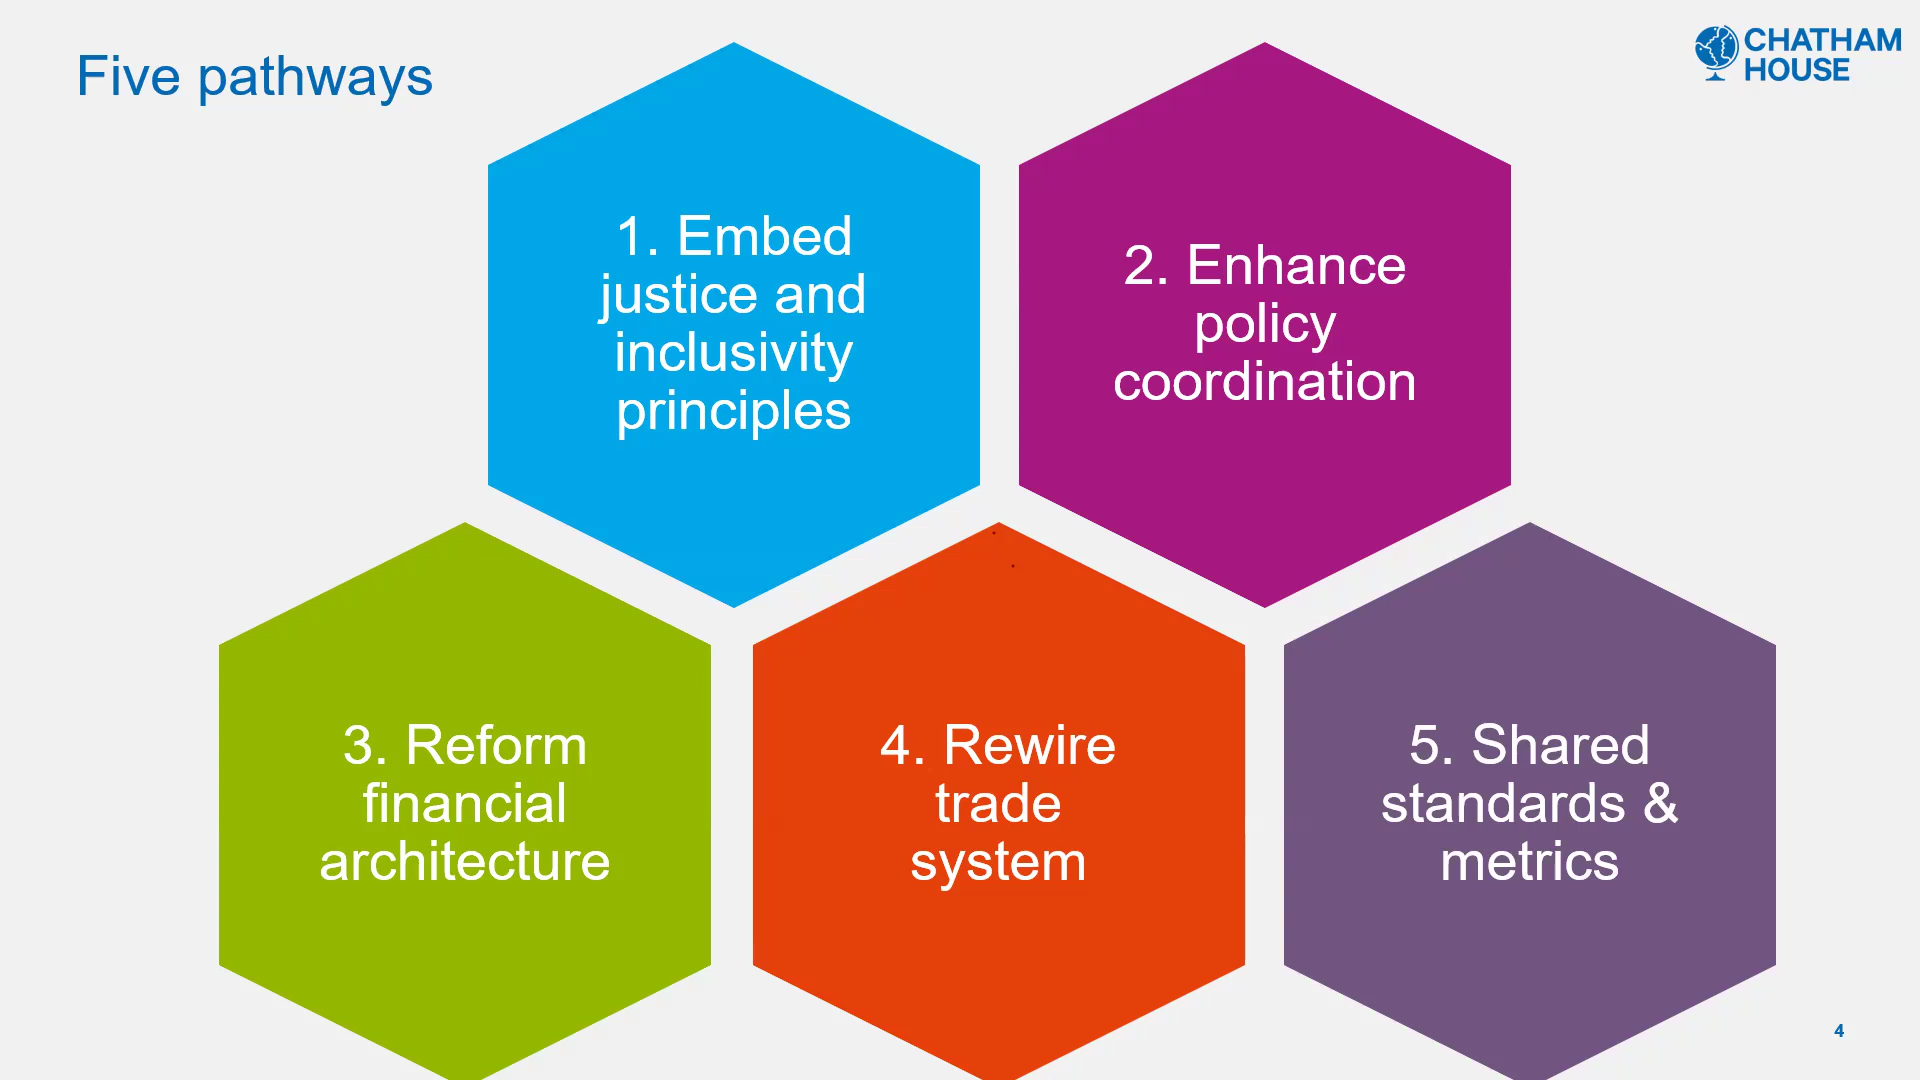 Five pathways
CHATHAM
HOUSE
1. Embed
justice and
inclusivity
principles
2. Enhance
policy
coordination
3. Reform
financial
architecture
4. Rewire
trade
system
5. Shared
standards &
metrics
4